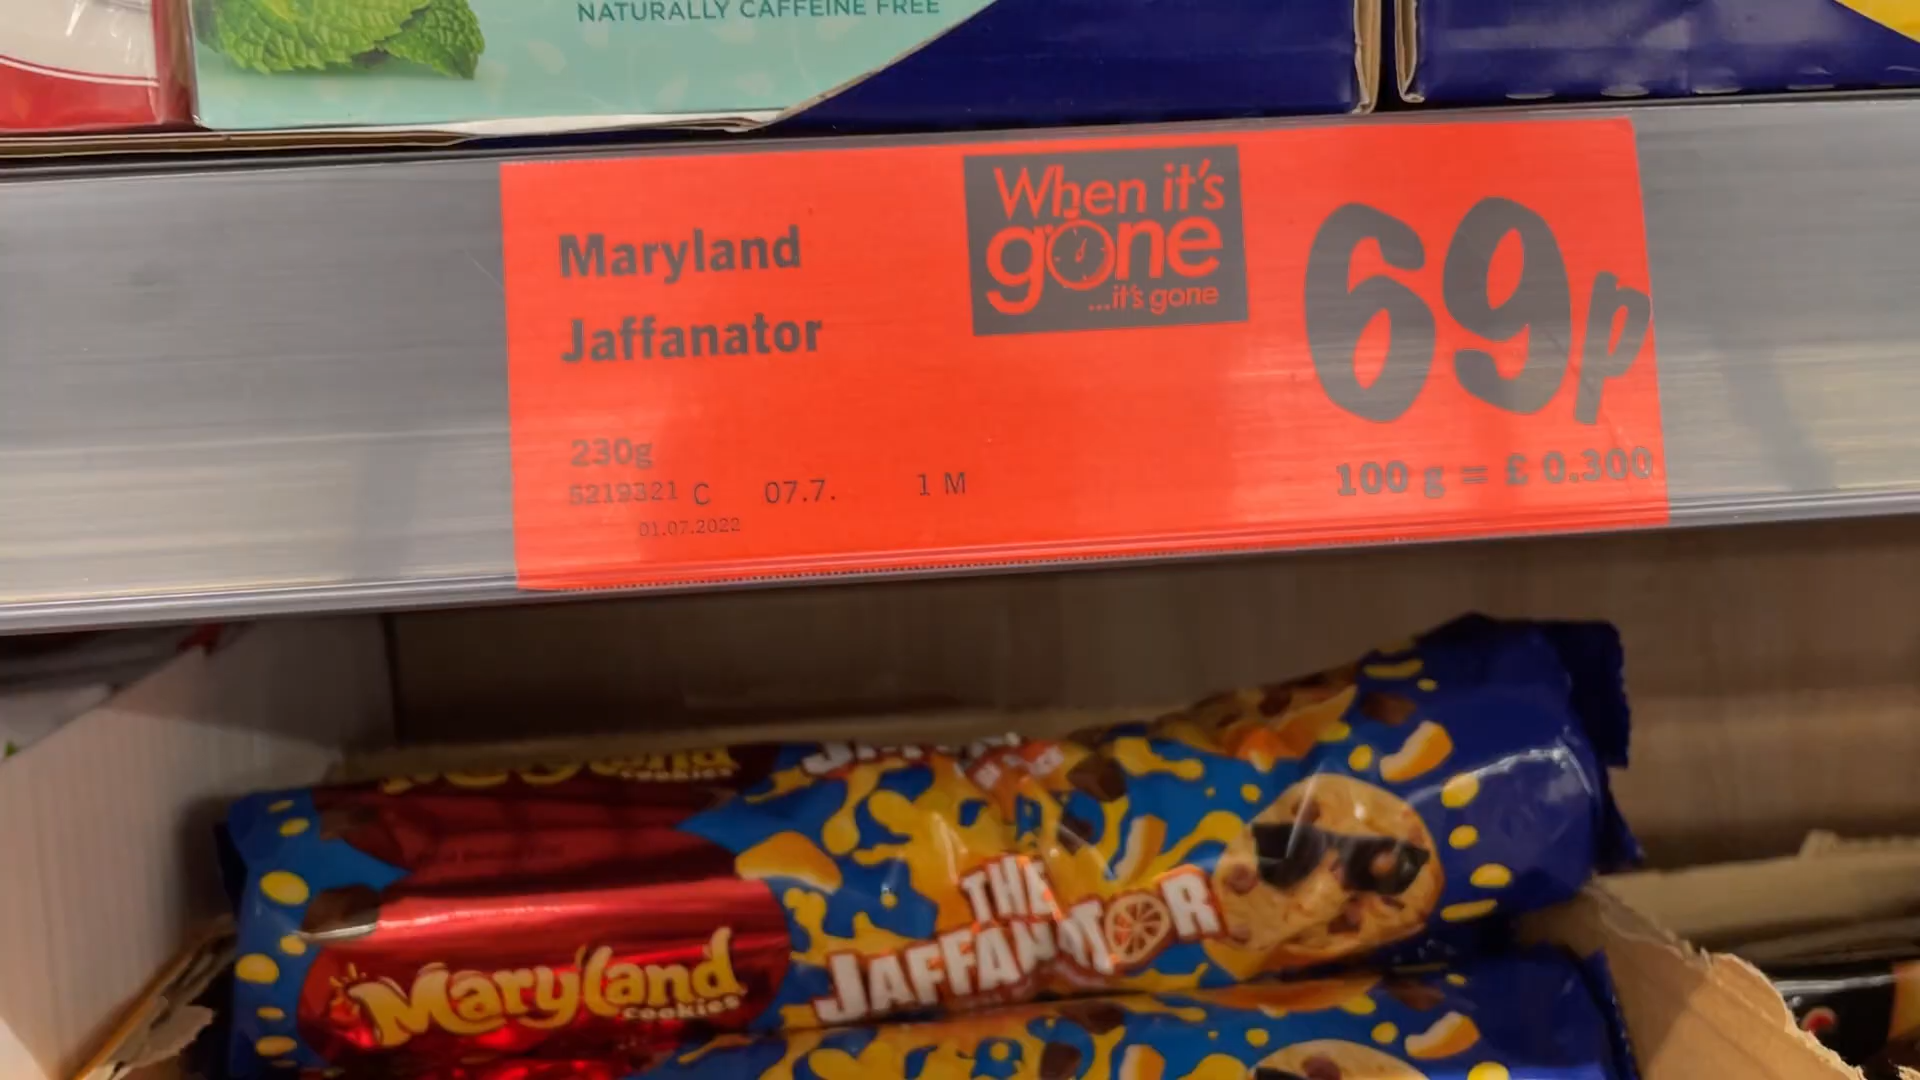 NATURALLY CAFFEINE FREE
Maryland
Jaffanator
When it's
gone
...it's gone
69p
230g
5219321 C 07.7. 1 M
01.07.2022
100 g = £ 0.300
Maryland
cookies
THE
JAFFANATOR